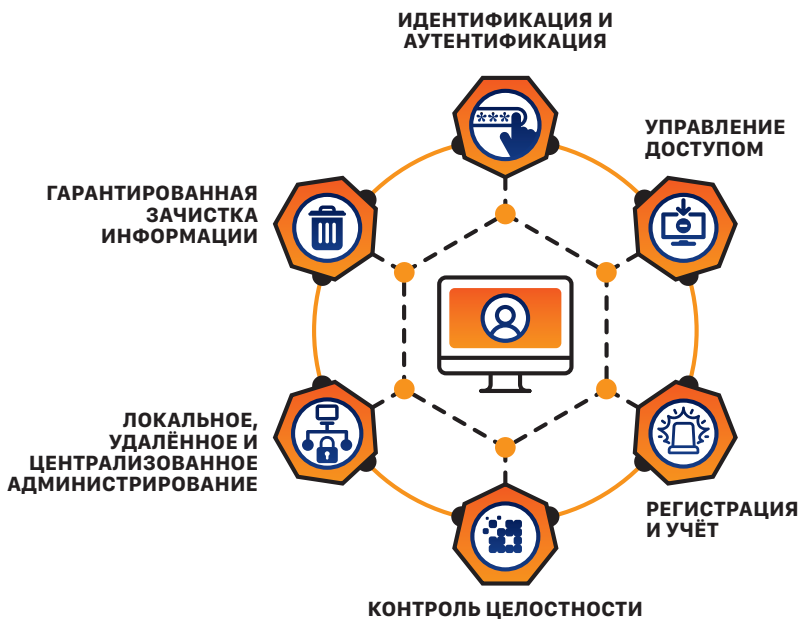 ИДЕНТИФИКАЦИЯ И
АУТЕНТИФИКАЦИЯ
УПРАВЛЕНИЕ
ДОСТУПОМ
ГАРАНТИРОВАННАЯ
ЗАЧИСТКА
ИНФОРМАЦИИ
ЛОКАЛЬНОЕ,
УДАЛЁННОЕ И
ЦЕНТРАЛИЗОВАННОЕ
АДМИНИСТРИРОВАНИЕ
РЕГИСТРАЦИЯ
И УЧЁТ
КОНТРОЛЬ ЦЕЛОСТНОСТИ